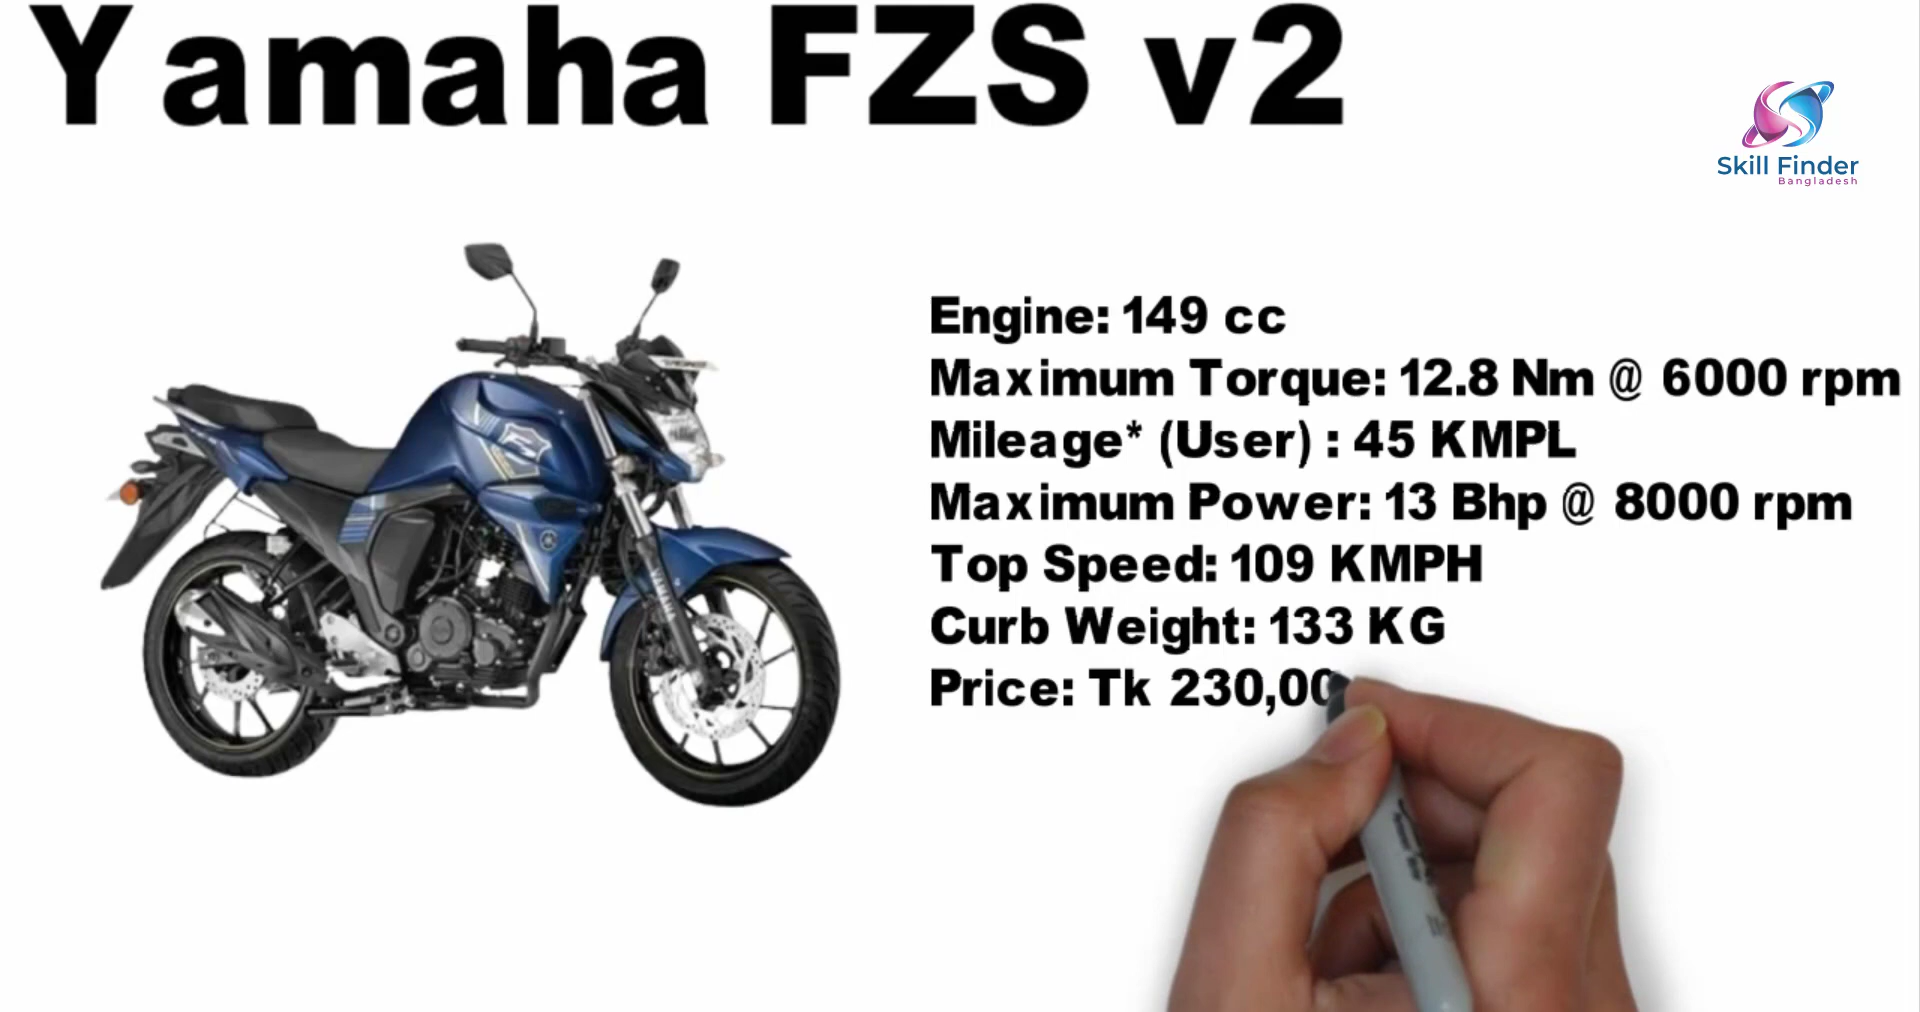 Yamaha FZS v2
Skill Finder
Bangladesh
Engine: 149 cc
Maximum Torque: 12.8 Nm @ 6000 rpm
Mileage* (User) : 45 KMPL
Maximum Power: 13 Bhp @ 8000 rpm
Top Speed: 109 KMPH
Curb Weight: 133 KG
Price: Tk 230,00